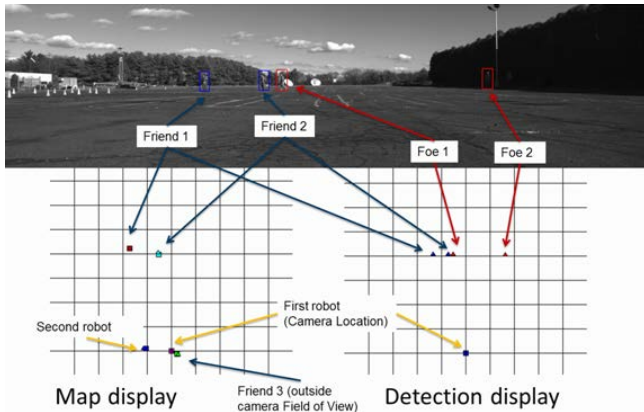 Friend 1
Friend 2
Foe 1
Foe 2
First robot
(Camera Location)
Second robot
Friend 3 (outside
camera Field of View)
Map display
Detection display